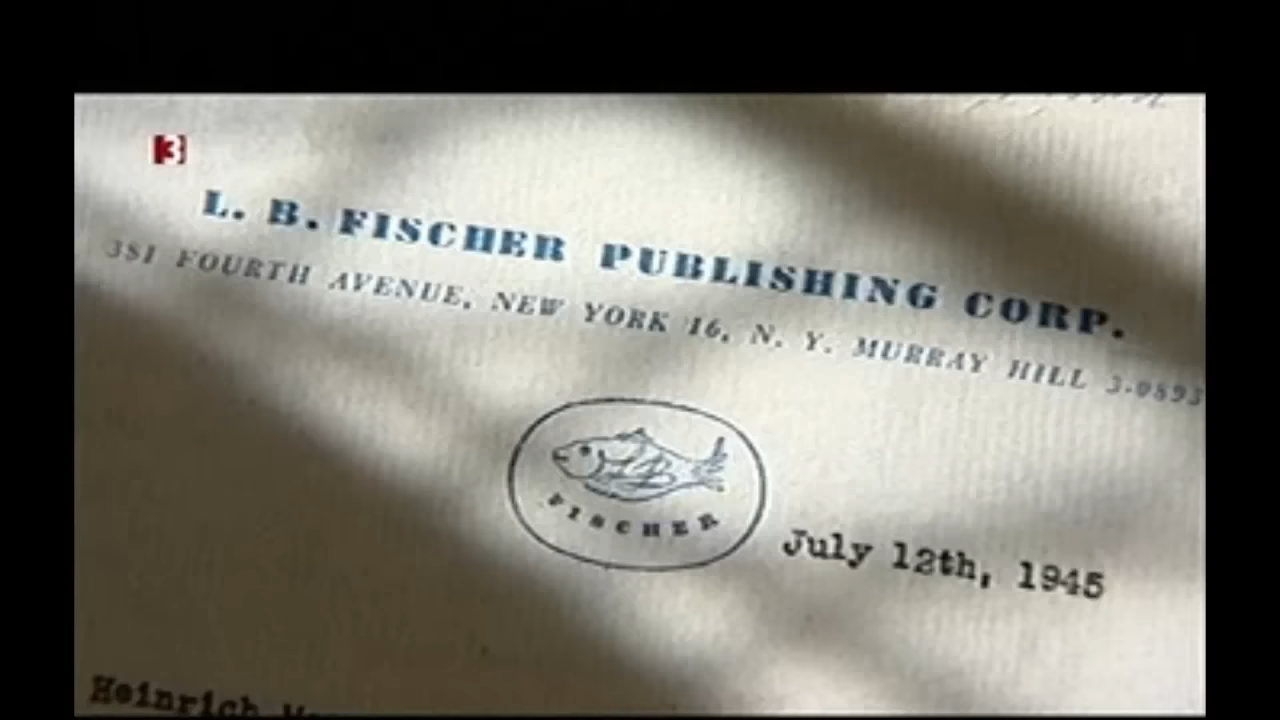 3
L. B. FISCHER PUBLISHING CORP.
381 FOURTH AVENUE, NEW YORK 16, N. Y. MURRAY HILL 3-0893
FISCHER
July 12th, 1945
Heinrich